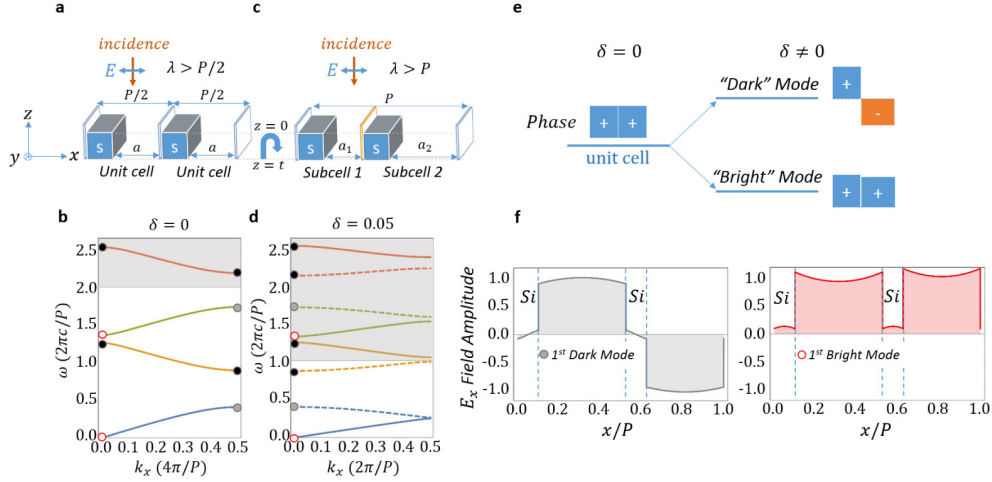 a
incidence
E
λ > P/2
P/2 P/2
z
y x
S S
a a
Unit cell Unit cell
z = 0
z = t
c
incidence
E
λ > P
P
S S
a₁ a₂
Subcell 1 Subcell 2
b δ = 0
ω (2πc/P)
2.5
2.0
1.5
1.0
0.5
0.0
0.0 0.1 0.2 0.3 0.4 0.5
kₓ (4π/P)
d δ = 0.05
ω (2πc/P)
2.5
2.0
1.5
1.0
0.5
0.0
0.0 0.1 0.2 0.3 0.4 0.5
kₓ (2π/P)
e
δ = 0 δ ≠ 0
Phase
+ +
unit cell
"Dark" Mode
+
-
"Bright" Mode
+ +
f
Eₓ Field Amplitude
1.0
0.5
0.0
-0.5
-1.0
Si Si
1st Dark Mode
0.0 0.2 0.4 0.6 0.8 1.0
x/P
1.0
0.5
0.0
-0.5
-1.0
Si Si
1st Bright Mode
0.0 0.2 0.4 0.6 0.8 1.0
x/P